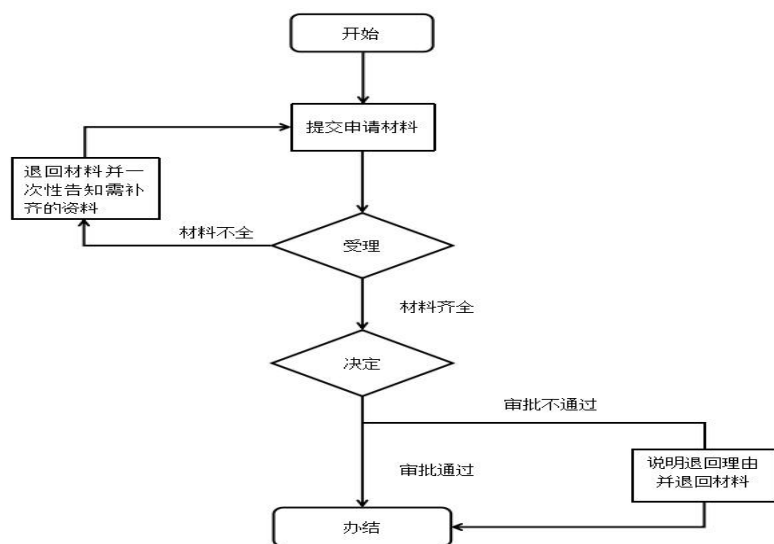 开始
提交申请材料
退回材料并一
次性告知需补
齐的资料
材料不全
受理
材料齐全
决定
审批不通过
审批通过
说明退回理由
并退回材料
办结